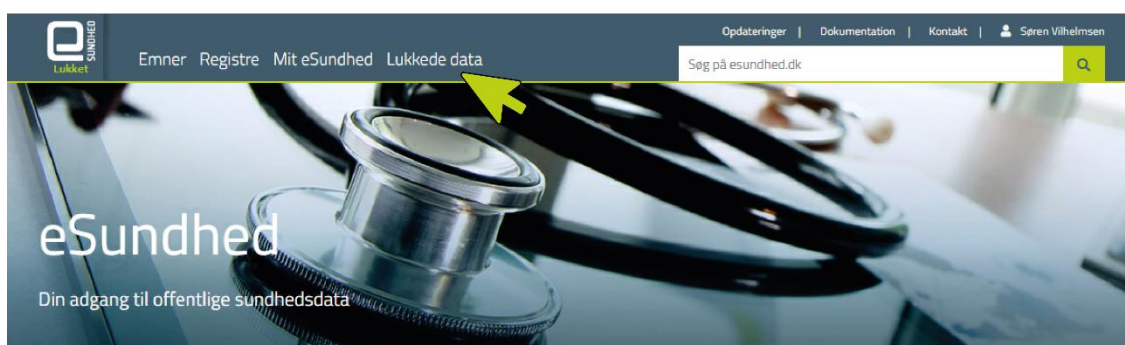 SUNDHED
Lukket
Emner Registre Mit eSundhed Lukkede data
Opdateringer | Dokumentation | Kontakt | Søren Vilhelmsen
Søg på esundhed.dk
eSundhed
Din adgang til offentlige sundhedsdata